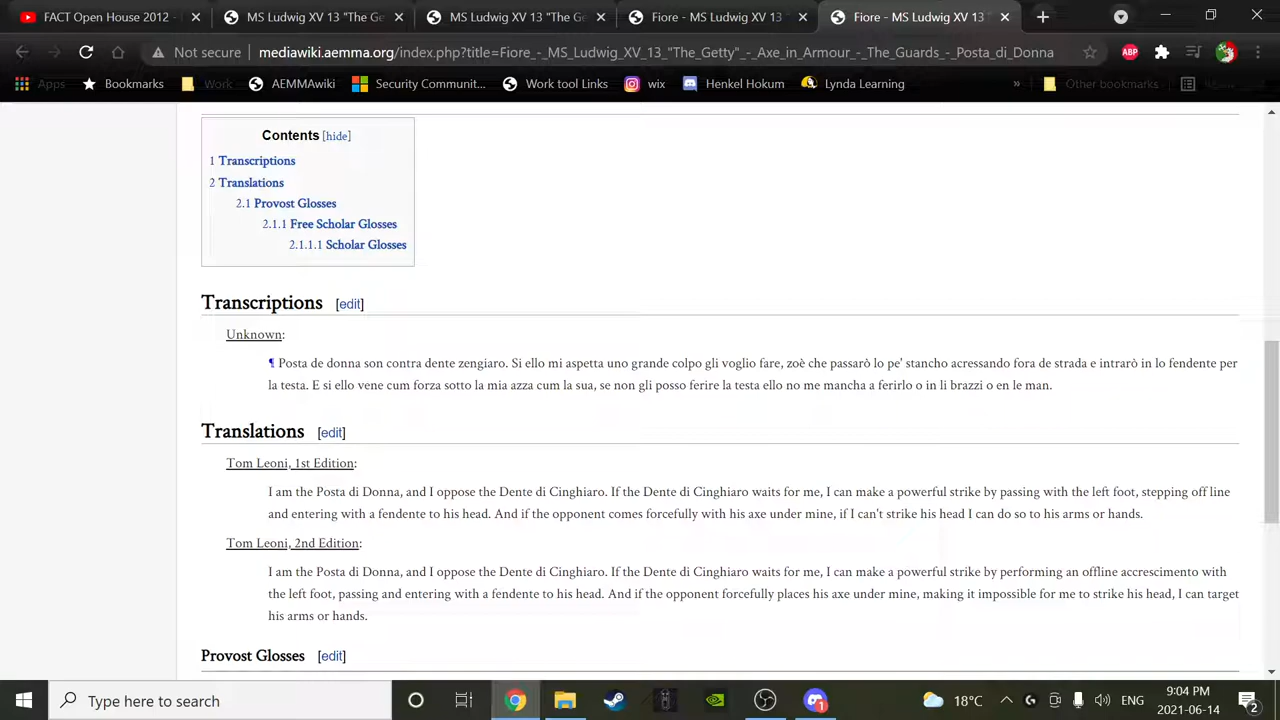 FACT Open House 2012 -
MS Ludwig XV 13 "The Ge
MS Ludwig XV 13 "The Ge
Fiore - MS Ludwig XV 13 "
Fiore - MS Ludwig XV 13 "
Not secure
mediawiki.aemma.org/index.php?title=Fiore_-_MS_Ludwig_XV_13_"The_Getty"_-_Axe_in_Armour_-_The_Guards_-_Posta_di_Donna
ABP
Apps
Bookmarks
Work
AEMMAwiki
Security Communit...
Work tool Links
wix
Henkel Hokum
Lynda Learning
»
Other bookmarks
Contents [hide]
1 Transcriptions
2 Translations
2.1 Provost Glosses
2.1.1 Free Scholar Glosses
2.1.1.1 Scholar Glosses
Transcriptions [edit]
Unknown:
¶ Posta de donna son contra dente zengiaro. Si ello mi aspetta uno grande colpo gli voglio fare, zoè che passarò lo pe' stancho acressando fora de strada e intrarò in lo fendente per
la testa. E si ello vene cum forza sotto la mia azza cum la sua, se non gli posso ferire la testa ello no me mancha a ferirlo o in li brazzi o en le man.
Translations [edit]
Tom Leoni, 1st Edition:
I am the Posta di Donna, and I oppose the Dente di Cinghiaro. If the Dente di Cinghiaro waits for me, I can make a powerful strike by passing with the left foot, stepping off line
and entering with a fendente to his head. And if the opponent comes forcefully with his axe under mine, if I can't strike his head I can do so to his arms or hands.
Tom Leoni, 2nd Edition:
I am the Posta di Donna, and I oppose the Dente di Cinghiaro. If the Dente di Cinghiaro waits for me, I can make a powerful strike by performing an offline accrescimento with
the left foot, passing and entering with a fendente to his head. And if the opponent forcefully places his axe under mine, making it impossible for me to strike his head, I can target
his arms or hands.
Provost Glosses [edit]
Type here to search
1
18°C
ENG
9:04 PM
2021-06-14
2